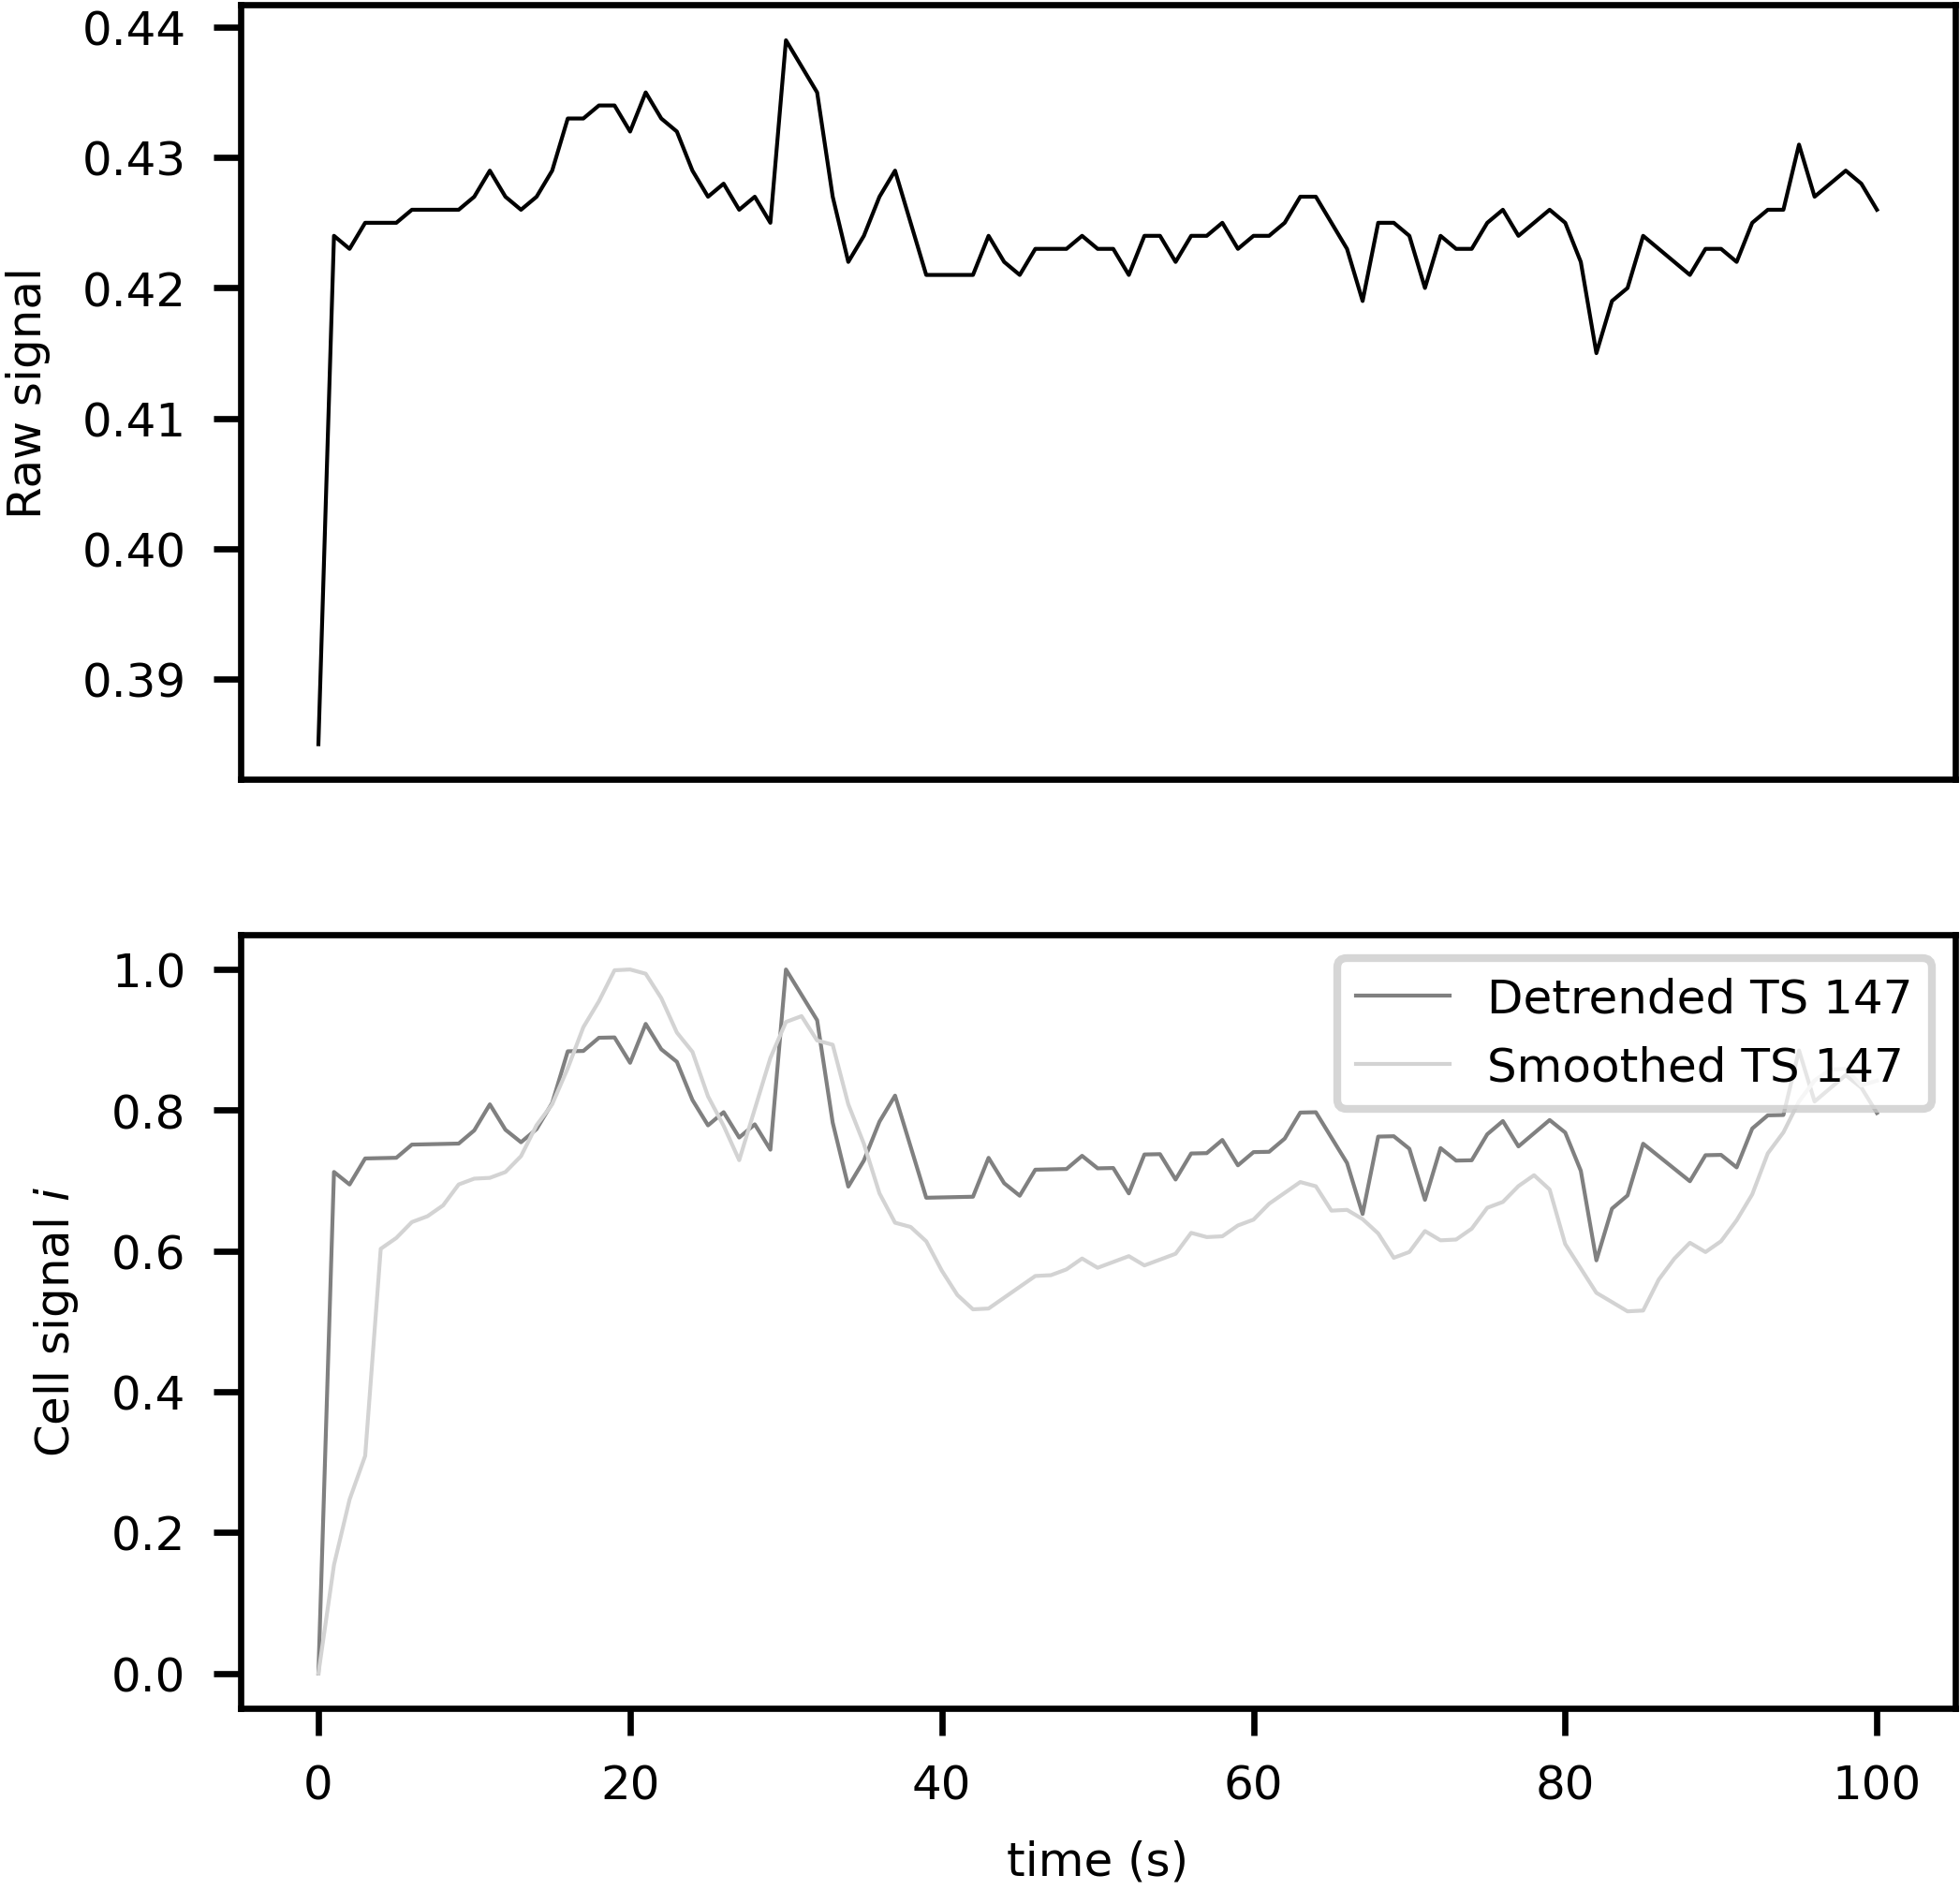 0.44
0.43
0.42
0.41
0.40
0.39
Raw signal
1.0
0.8
0.6
0.4
0.2
0.0
Cell signal i
Detrended TS 147
Smoothed TS 147
0 20 40 60 80 100
time (s)